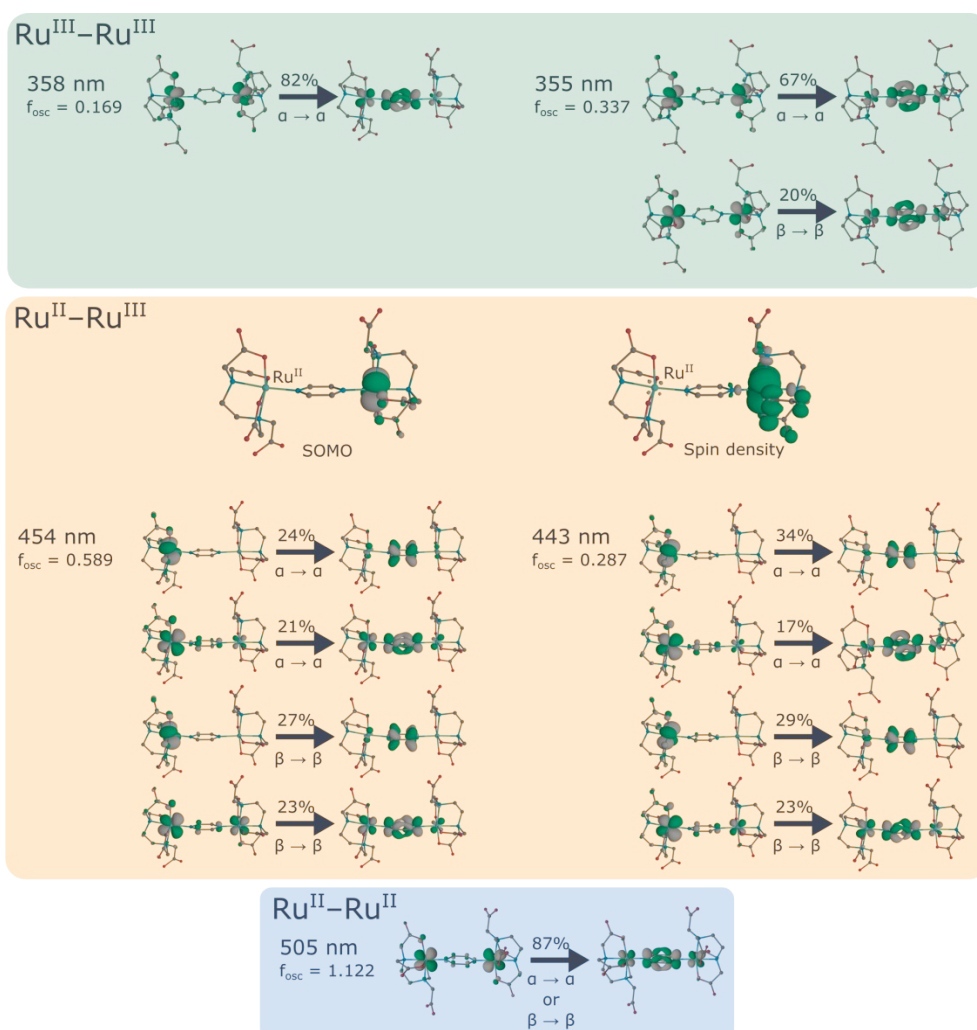 Ru^III–Ru^III
358 nm
f_osc = 0.169
82%
α → α
355 nm
f_osc = 0.337
67%
α → α
20%
β → β
Ru^II–Ru^III
Ru^II
SOMO
Ru^II
Spin density
454 nm
f_osc = 0.589
24%
α → α
21%
α → α
27%
β → β
23%
β → β
443 nm
f_osc = 0.287
34%
α → α
17%
α → α
29%
β → β
23%
β → β
Ru^II–Ru^II
505 nm
f_osc = 1.122
87%
α → α
or
β → β